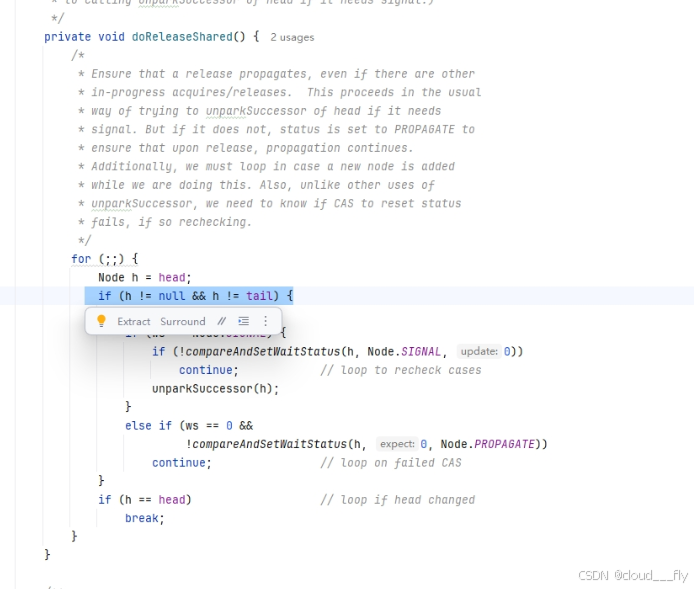 * to calling unparkSuccessor of head if it needs signal.)
*/
private void doReleaseShared() { 2 usages
/*
* Ensure that a release propagates, even if there are other
* in-progress acquires/releases.  This proceeds in the usual
* way of trying to unparkSuccessor of head if it needs
* signal. But if it does not, status is set to PROPAGATE to
* ensure that upon release, propagation continues.
* Additionally, we must loop in case a new node is added
* while we are doing this. Also, unlike other uses of
* unparkSuccessor, we need to know if CAS to reset status
* fails, if so rechecking.
*/
for (;;) {
Node h = head;
if (h != null && h != tail) {
Extract Surround //
if (!compareAndSetWaitStatus(h, Node.SIGNAL, update: 0))
continue; // loop to recheck cases
unparkSuccessor(h);
}
else if (ws == 0 &&
!compareAndSetWaitStatus(h, expect: 0, Node.PROPAGATE))
continue; // loop on failed CAS
}
if (h == head) // loop if head changed
break;
}
}
CSDN @cloud___fly